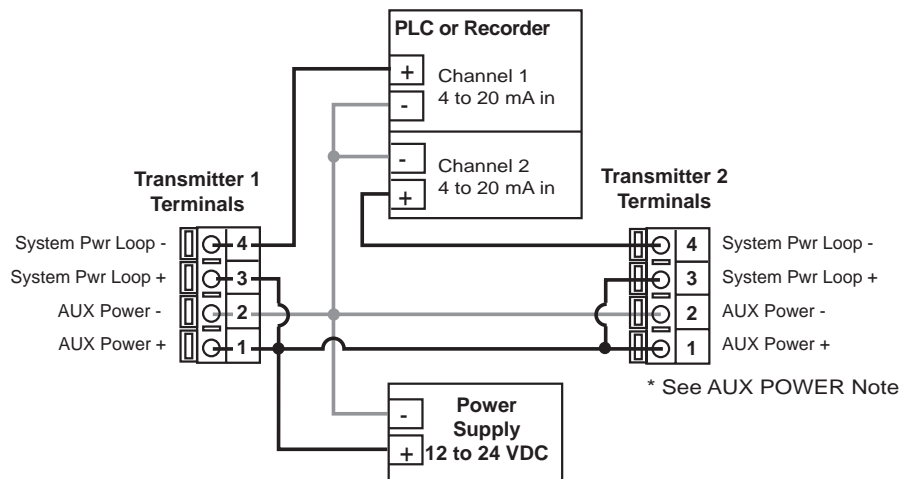 PLC or Recorder
+
Channel 1
4 to 20 mA in
-
-
Channel 2
4 to 20 mA in
+
Transmitter 1
Terminals
System Pwr Loop -
4
System Pwr Loop +
3
AUX Power -
2
AUX Power +
1
Transmitter 2
Terminals
4
System Pwr Loop -
3
System Pwr Loop +
2
AUX Power -
1
AUX Power +
* See AUX POWER Note
-
+
Power
Supply
12 to 24 VDC